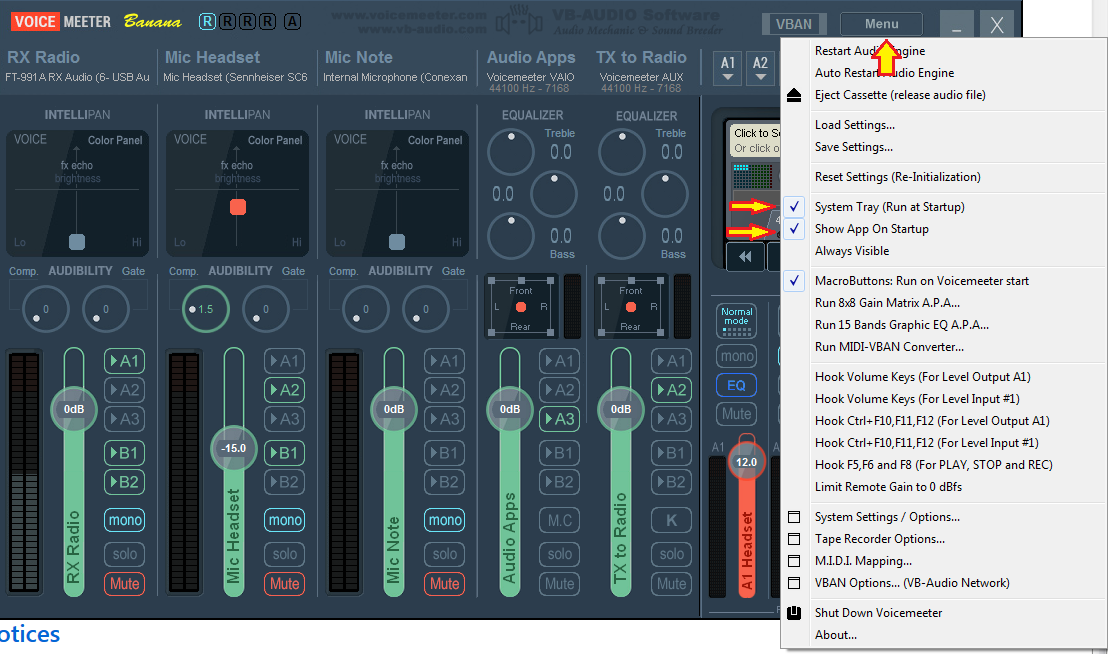 VOICE MEETER Banana R R R R A
www.voicemeeter.com
www.vb-audio.com
VB-AUDIO Software
Audio Mechanic & Sound Breeder
VBAN
Menu
X
RX Radio
FT-991A RX Audio (6- USB Au
Mic Headset
Mic Headset (Sennheiser SC6
Mic Note
Internal Microphone (Conexan
Audio Apps
Voicemeeter VAIO
44100 Hz - 7168
TX to Radio
Voicemeeter AUX
44100 Hz - 7168
A1
A2
INTELLIPAN
VOICE Color Panel
fx echo
brightness
Lo Hi
INTELLIPAN
VOICE Color Panel
fx echo
brightness
Lo Hi
INTELLIPAN
VOICE Color Panel
fx echo
brightness
Lo Hi
EQUALIZER
Treble
0.0
0.0
0.0
Bass
EQUALIZER
Treble
0.0
0.0
0.0
Bass
Click to
Or click
Comp. AUDIBILITY Gate
0 0
Comp. AUDIBILITY Gate
1.5 0
Comp. AUDIBILITY Gate
0 0
Front
L R
Rear
Front
L R
Rear
0dB
RX Radio
A1
A2
A3
B1
B2
mono
solo
Mute
-15.0
Mic Headset
A1
A2
A3
B1
B2
mono
solo
Mute
0dB
Mic Note
A1
A2
A3
B1
B2
mono
solo
Mute
0dB
Audio Apps
A1
A2
A3
B1
B2
M.C
solo
Mute
0dB
TX to Radio
A1
A2
A3
B1
B2
K
solo
Mute
Normal
mode
mono
EQ
Mute
A1
12.0
A1 Headset
Restart Audio Engine
Auto Restart Audio Engine
Eject Cassette (release audio file)
Load Settings...
Save Settings...
Reset Settings (Re-Initialization)
System Tray (Run at Startup)
Show App On Startup
Always Visible
MacroButtons: Run on Voicemeeter start
Run 8x8 Gain Matrix A.P.A...
Run 15 Bands Graphic EQ A.P.A...
Run MIDI-VBAN Converter...
Hook Volume Keys (For Level Output A1)
Hook Volume Keys (For Level Input #1)
Hook Ctrl+F10,F11,F12 (For Level Output A1)
Hook Ctrl+F10,F11,F12 (For Level Input #1)
Hook F5,F6 and F8 (For PLAY, STOP and REC)
Limit Remote Gain to 0 dBfs
System Settings / Options...
Tape Recorder Options...
M.I.D.I. Mapping...
VBAN Options... (VB-Audio Network)
Shut Down Voicemeeter
About...
otices